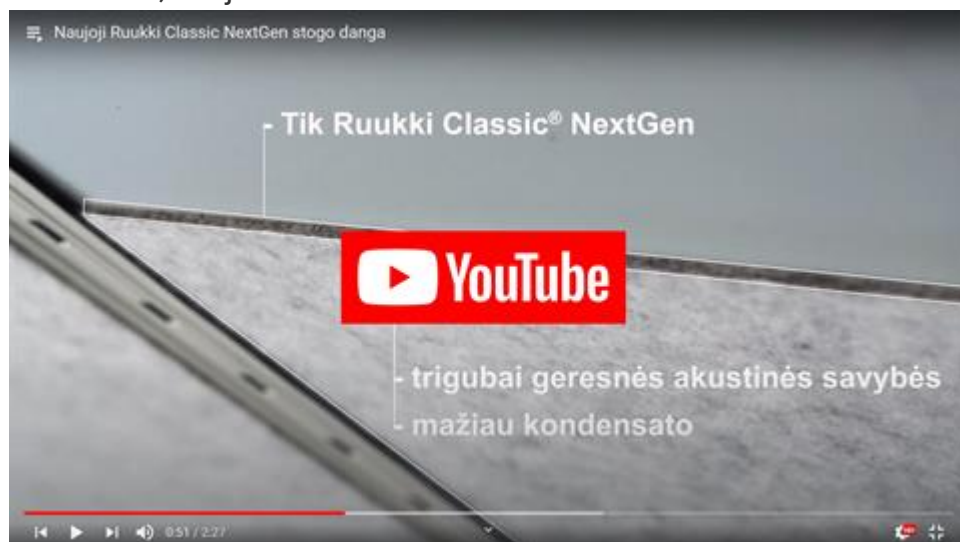 Naujoji Ruukki Classic NextGen stogo danga
- Tik Ruukki Classic® NextGen
YouTube
- trigubai geresnės akustinės savybės
- mažiau kondensato
0:51 / 2:27